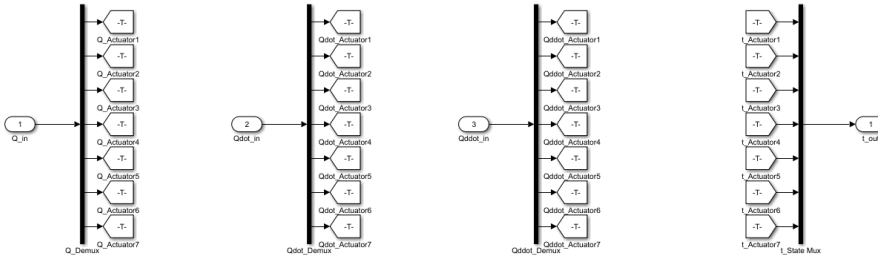 -T-
Q_Actuator1
-T-
Q_Actuator2
-T-
Q_Actuator3
1
Q_in
-T-
Q_Actuator4
-T-
Q_Actuator5
-T-
Q_Actuator6
-T-
Q_Actuator7
Q_Demux
-T-
Qdot_Actuator1
-T-
Qdot_Actuator2
-T-
Qdot_Actuator3
2
Qdot_in
-T-
Qdot_Actuator4
-T-
Qdot_Actuator5
-T-
Qdot_Actuator6
-T-
Qdot_Actuator7
Qdot_Demux
-T-
Qddot_Actuator1
-T-
Qddot_Actuator2
-T-
Qddot_Actuator3
3
Qddot_in
-T-
Qddot_Actuator4
-T-
Qddot_Actuator5
-T-
Qddot_Actuator6
-T-
Qddot_Actuator7
Qddot_Demux
-T-
t_Actuator1
-T-
t_Actuator2
-T-
t_Actuator3
-T-
t_Actuator4
-T-
t_Actuator5
-T-
t_Actuator6
-T-
t_Actuator7
t_State Mux
1
t_out